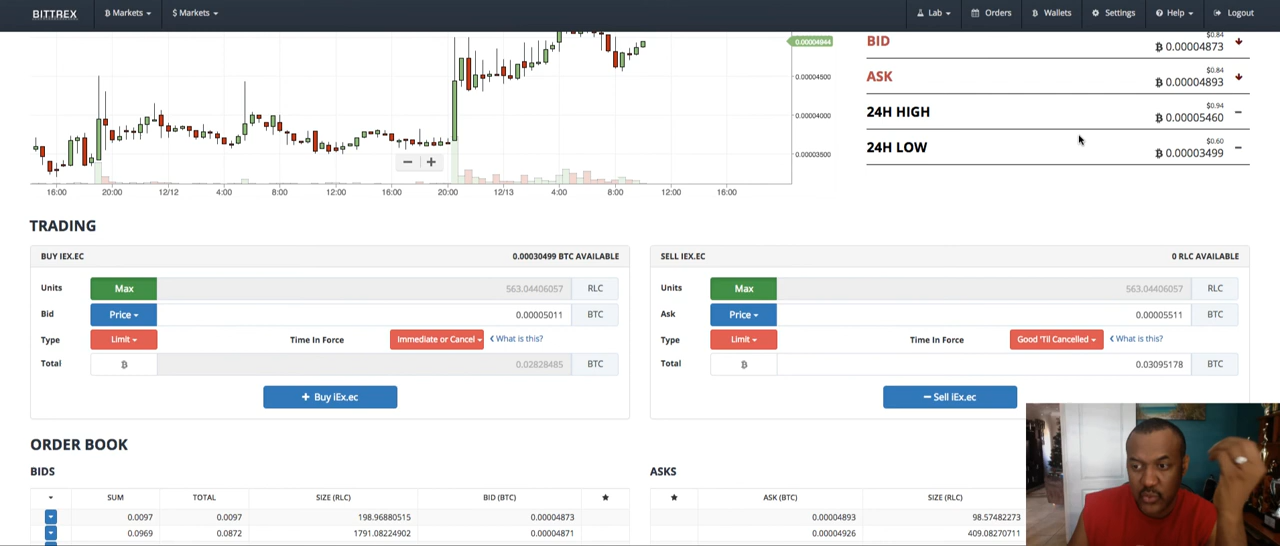 BITTREX ฿ Markets $ Markets Lab Orders ฿ Wallets Settings Help Logout
0.00004944
0.00004500
0.00004000
0.00003500
16:00 20:00 12/12 4:00 8:00 12:00 16:00 20:00 12/13 4:00 8:00 12:00 16:00
BID $0.84 ฿ 0.00004873
ASK $0.84 ฿ 0.00004893
24H HIGH $0.94 ฿ 0.00005460
24H LOW $0.60 ฿ 0.00003499
TRADING
BUY IEX.EC 0.00030499 BTC AVAILABLE
Units Max 563.04406057 RLC
Bid Price 0.00005011 BTC
Type Limit Time In Force Immediate or Cancel What is this?
Total ฿ 0.02828485 BTC
+ Buy iEx.ec
SELL IEX.EC 0 RLC AVAILABLE
Units Max 563.04406057 RLC
Ask Price 0.00005511 BTC
Type Limit Time In Force Good 'Til Cancelled What is this?
Total ฿ 0.03095178 BTC
− Sell iEx.ec
ORDER BOOK
BIDS
SUM TOTAL SIZE (RLC) BID (BTC)
0.0097 0.0097 198.96880515 0.00004873
0.0969 0.0872 1791.08224902 0.00004871
ASKS
ASK (BTC) SIZE (RLC)
0.00004893 98.57482273
0.00004926 409.08270711